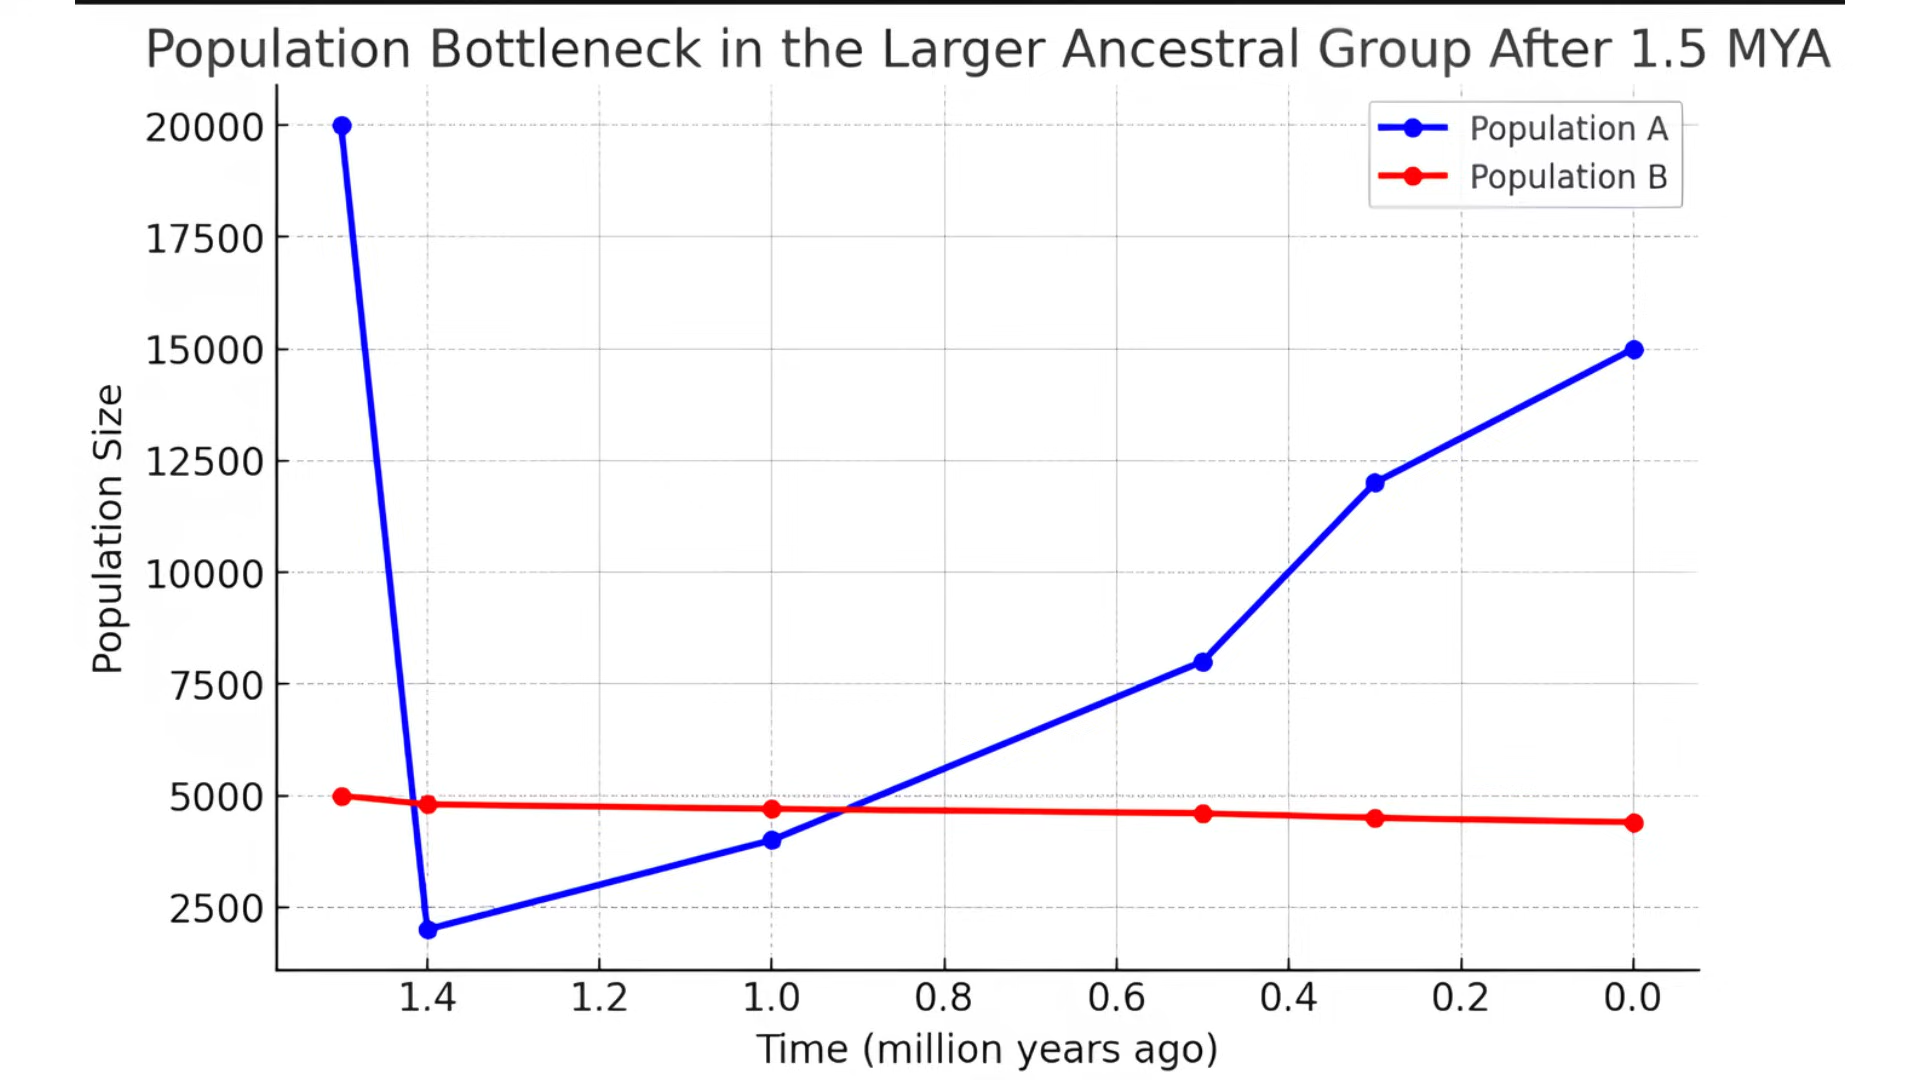 Population Bottleneck in the Larger Ancestral Group After 1.5 MYA
Population A
Population B
20000
17500
15000
12500
10000
7500
5000
2500
Population Size
1.4 1.2 1.0 0.8 0.6 0.4 0.2 0.0
Time (million years ago)